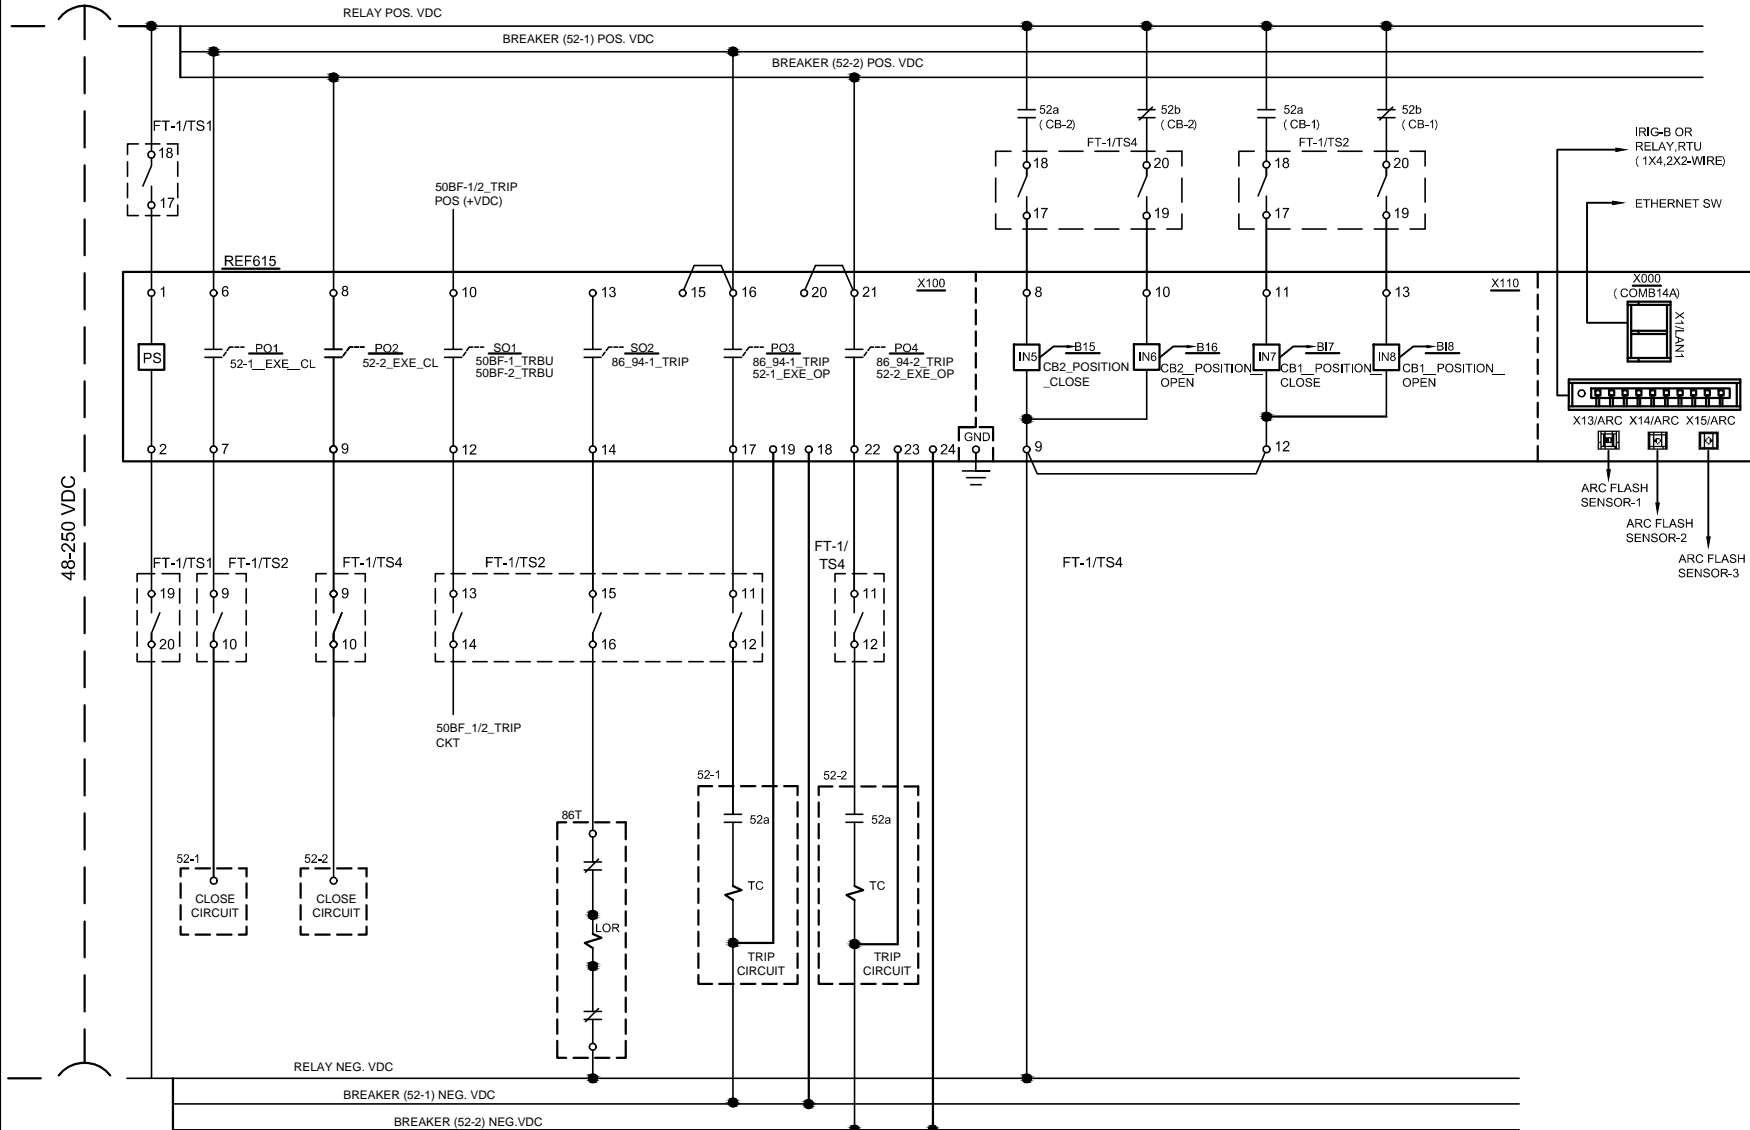 RELAY POS. VDC
BREAKER (52-1) POS. VDC
BREAKER (52-2) POS. VDC
48-250 VDC
FT-1/TS1
18
17
50BF-1/2_TRIP
POS (+VDC)
52a
( CB-2)
52b
(CB-2)
52a
(CB-1)
52b
(CB-1)
FT-1/TS4
18
20
17
19
FT-1/TS2
18
20
17
19
IRIG-B OR
RELAY,RTU
( 1X4,2X2-WIRE)
ETHERNET SW
REF615
X100
X110
X000
( COMB14A)
X1/LAN1
1
6
8
10
13
15
16
20
21
8
10
11
13
PS
PO1
52-1__EXE__CL
PO2
52-2_EXE_CL
SO1
50BF-1_TRBU
50BF-2_TRBU
SO2
86_94-1_TRIP
PO3
86_94-1_TRIP
52-1_EXE_OP
PO4
86_94-2_TRIP
52-2_EXE_OP
IN5
B15
CB2_POSITION
_CLOSE
IN6
B16
CB2__POSITION__
OPEN
IN7
BI7
CB1__POSITION__
CLOSE
IN8
BI8
CB1__POSITION__
OPEN
2
7
9
12
14
17
19
18
22
23
24
GND
9
12
X13/ARC
X14/ARC
X15/ARC
ARC FLASH
SENSOR-1
ARC FLASH
SENSOR-2
ARC FLASH
SENSOR-3
FT-1/TS1
19
20
FT-1/TS2
9
10
FT-1/TS4
9
10
FT-1/TS2
13
14
15
16
11
12
FT-1/
TS4
11
12
FT-1/TS4
50BF_1/2_TRIP
CKT
52-1
CLOSE
CIRCUIT
52-2
CLOSE
CIRCUIT
86T
LOR
52-1
52a
TC
TRIP
CIRCUIT
52-2
52a
TC
TRIP
CIRCUIT
RELAY NEG. VDC
BREAKER (52-1) NEG. VDC
BREAKER (52-2) NEG.VDC